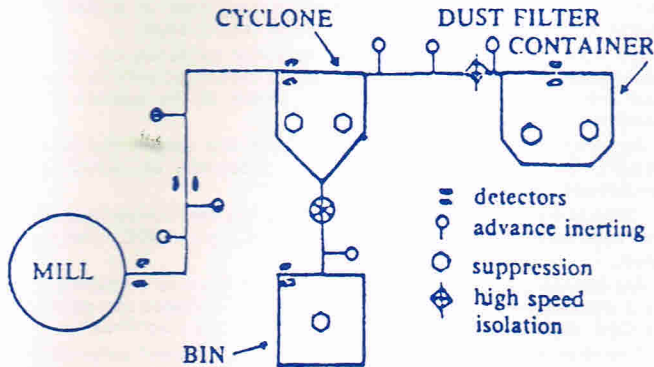 CYCLONE
DUST FILTER
CONTAINER
MILL
BIN
detectors
advance inerting
suppression
high speed
isolation